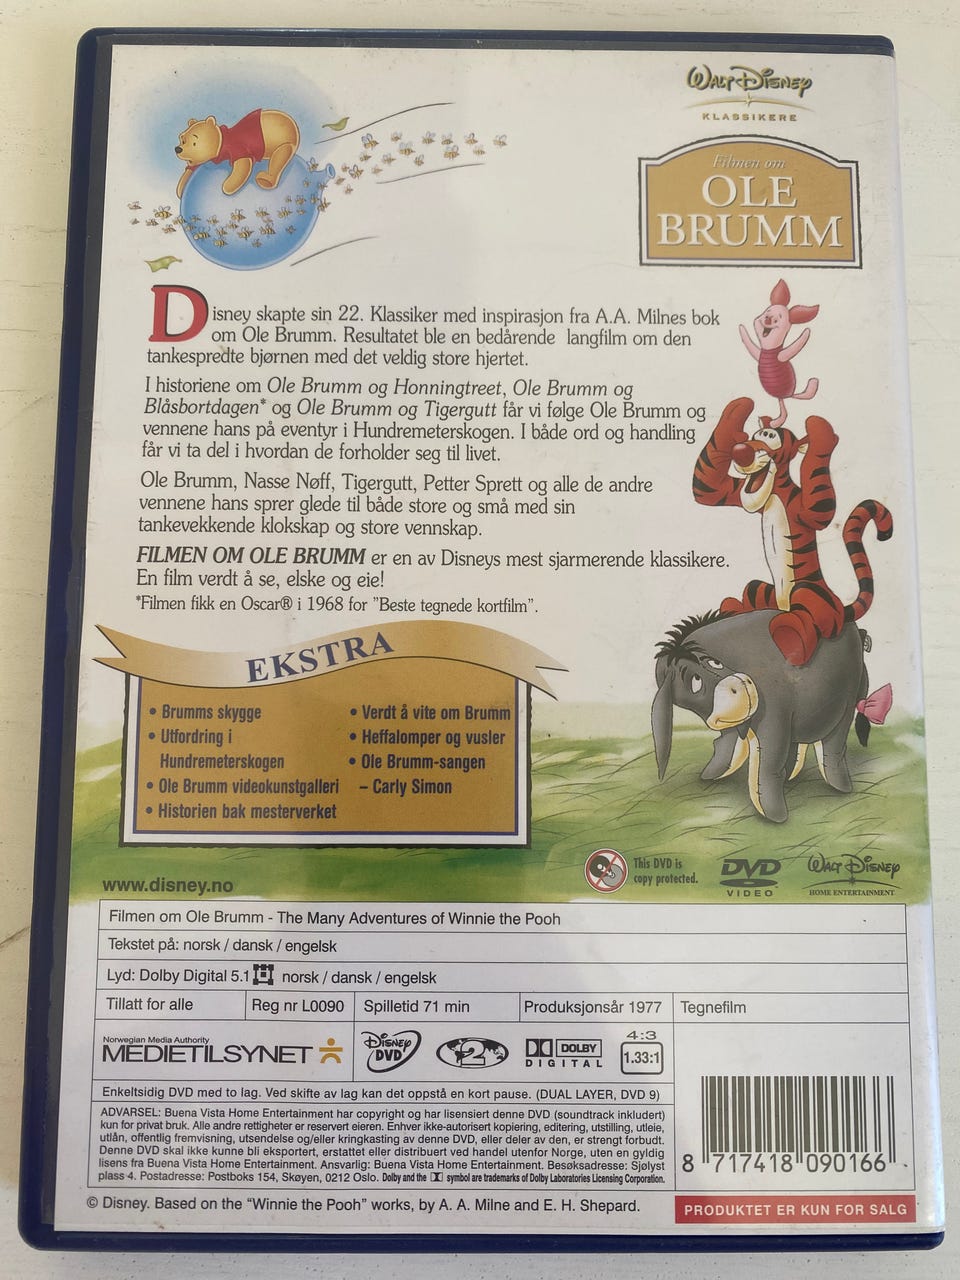 WALT DISNEY
KLASSIKERE
Filmen om
OLE
BRUMM
Disney skapte sin 22. Klassiker med inspirasjon fra A.A. Milnes bok
om Ole Brumm. Resultatet ble en bedårende langfilm om den
tankespredte bjørnen med det veldig store hjertet.
I historiene om Ole Brumm og Honningtreet, Ole Brumm og
Blåsbortdagen* og Ole Brumm og Tigergutt får vi følge Ole Brumm og
vennene hans på eventyr i Hundremeterskogen. I både ord og handling
får vi ta del i hvordan de forholder seg til livet.
Ole Brumm, Nasse Nøff, Tigergutt, Petter Sprett og alle de andre
vennene hans sprer glede til både store og små med sin
tankevekkende klokskap og store vennskap.
FILMEN OM OLE BRUMM er en av Disneys mest sjarmerende klassikere.
En film verdt å se, elske og eie!
*Filmen fikk en Oscar® i 1968 for "Beste tegnede kortfilm".
EKSTRA
• Brumms skygge
• Utfordring i
Hundremeterskogen
• Ole Brumm videokunstgalleri
• Historien bak mesterverket
• Verdt å vite om Brumm
• Heffalomper og vusler
• Ole Brumm-sangen
– Carly Simon
www.disney.no
This DVD is
copy protected.
DVD
VIDEO
WALT DISNEY
HOME ENTERTAINMENT
Filmen om Ole Brumm - The Many Adventures of Winnie the Pooh
Tekstet på: norsk / dansk / engelsk
Lyd: Dolby Digital 5.1 norsk / dansk / engelsk
Tillatt for alle
Reg nr L0090
Spilletid 71 min
Produksjonsår 1977
Tegnefilm
Norwegian Media Authority
MEDIETILSYNET
DISNEY
DVD
2
DOLBY
DIGITAL
4:3
1.33:1
Enkeltsidig DVD med to lag. Ved skifte av lag kan det oppstå en kort pause. (DUAL LAYER, DVD 9)
ADVARSEL: Buena Vista Home Entertainment har copyright og har lisensiert denne DVD (soundtrack inkludert)
kun for privat bruk. Alle andre rettigheter er reservert eieren. Enhver ikke-autorisert kopiering, editering, utstilling, utleie,
utlån, offentlig fremvisning, utsendelse og/eller kringkasting av denne DVD, eller deler av den, er strengt forbudt.
Denne DVD skal ikke kunne bli eksportert, erstattet eller distribuert ved handel utenfor Norge, uten en gyldig
lisens fra Buena Vista Home Entertainment. Ansvarlig: Buena Vista Home Entertainment. Besøksadresse: Sjølyst
plass 4. Postadresse: Postboks 154, Skøyen, 0212 Oslo. Dolby and the symbol are trademarks of Dolby Laboratories Licensing Corporation.
8 717418 090166
© Disney. Based on the "Winnie the Pooh" works, by A. A. Milne and E. H. Shepard.
PRODUKTET ER KUN FOR SALG